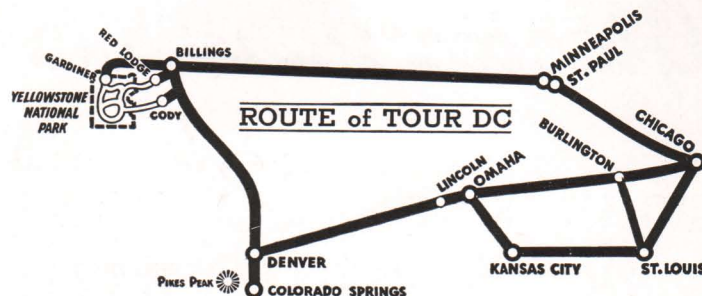 RED LODGE
GARDINER
BILLINGS
MINNEAPOLIS
ST. PAUL
YELLOWSTONE
NATIONAL
PARK
CODY
ROUTE of TOUR DC
CHICAGO
BURLINGTON
LINCOLN
OMAHA
DENVER
KANSAS CITY
ST. LOUIS
PIKES PEAK
COLORADO SPRINGS